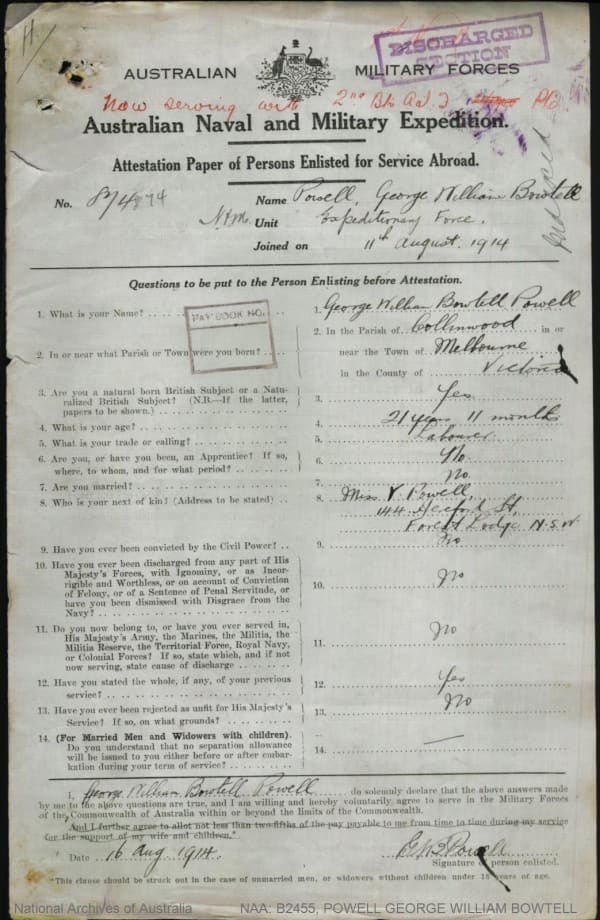 H
DISCHARGED
SECTION
AUSTRALIAN MILITARY FORCES
Now serving with 2nd Bn A.I.F
Australian Naval and Military Expedition.
Attestation Paper of Persons Enlisted for Service Abroad.
No. 874 874 Name Powell, George William Bowtell
N.&M. Unit Expeditionary Force.
Joined on 11th August. 1914
Questions to be put to the Person Enlisting before Attestation.
PAY BOOK NO.
1. What is your Name? 1. George William Bowtell Powell
2. In or near what Parish or Town were you born? 2. In the Parish of Collinwood in or
near the Town of Melbourne
in the County of Victoria
3. Are you a natural born British Subject or a Natu-
ralized British Subject? (N.B.—If the latter,
papers to be shown.) 3. Yes
4. What is your age? 4. 21 years 11 months
5. What is your trade or calling? 5. Labourer
6. Are you, or have you been, an Apprentice? If so,
where, to whom, and for what period? 6. No
7. Are you married? 7. No.
8. Who is your next of kin? (Address to be stated) 8. Miss V Powell,
144 Hereford St,
Forest Lodge N.S.W
9. Have you ever been convicted by the Civil Power? 9. No
10. Have you ever been discharged from any part of His
Majesty's Forces, with Ignominy, or as Incor-
rigible and Worthless, or on account of Conviction
of Felony, or of a Sentence of Penal Servitude, or
have you been dismissed with Disgrace from the
Navy? 10. No
11. Do you now belong to, or have you ever served in,
His Majesty's Army, the Marines, the Militia, the
Militia Reserve, the Territorial Force, Royal Navy,
or Colonial Forces? If so, state which, and if not
now serving, state cause of discharge 11. No
12. Have you stated the whole, if any, of your previous
service? 12. Yes
13. Have you ever been rejected as unfit for His Majesty's
Service? If so, on what grounds? 13. No
14. (For Married Men and Widowers with children).
Do you understand that no separation allowance
will be issued to you either before or after embar-
kation during your term of service? 14. —
I, George William Bowtell Powell do solemnly declare that the above answers made
by me to the above questions are true, and I am willing and hereby voluntarily agree to serve in the Military Forces
of the Commonwealth of Australia within or beyond the limits of the Commonwealth.
And I further agree to allot not less than two-fifths of the pay payable to me from time to time during my service
for the support of my wife and children.*
Date 16 Aug 1914. G.W.B. Powell
Signature of person enlisted.
*This clause should be struck out in the case of unmarried men, or widowers without children under 18 years of age.
National Archives of Australia NAA: B2455, POWELL GEORGE WILLIAM BOWTELL